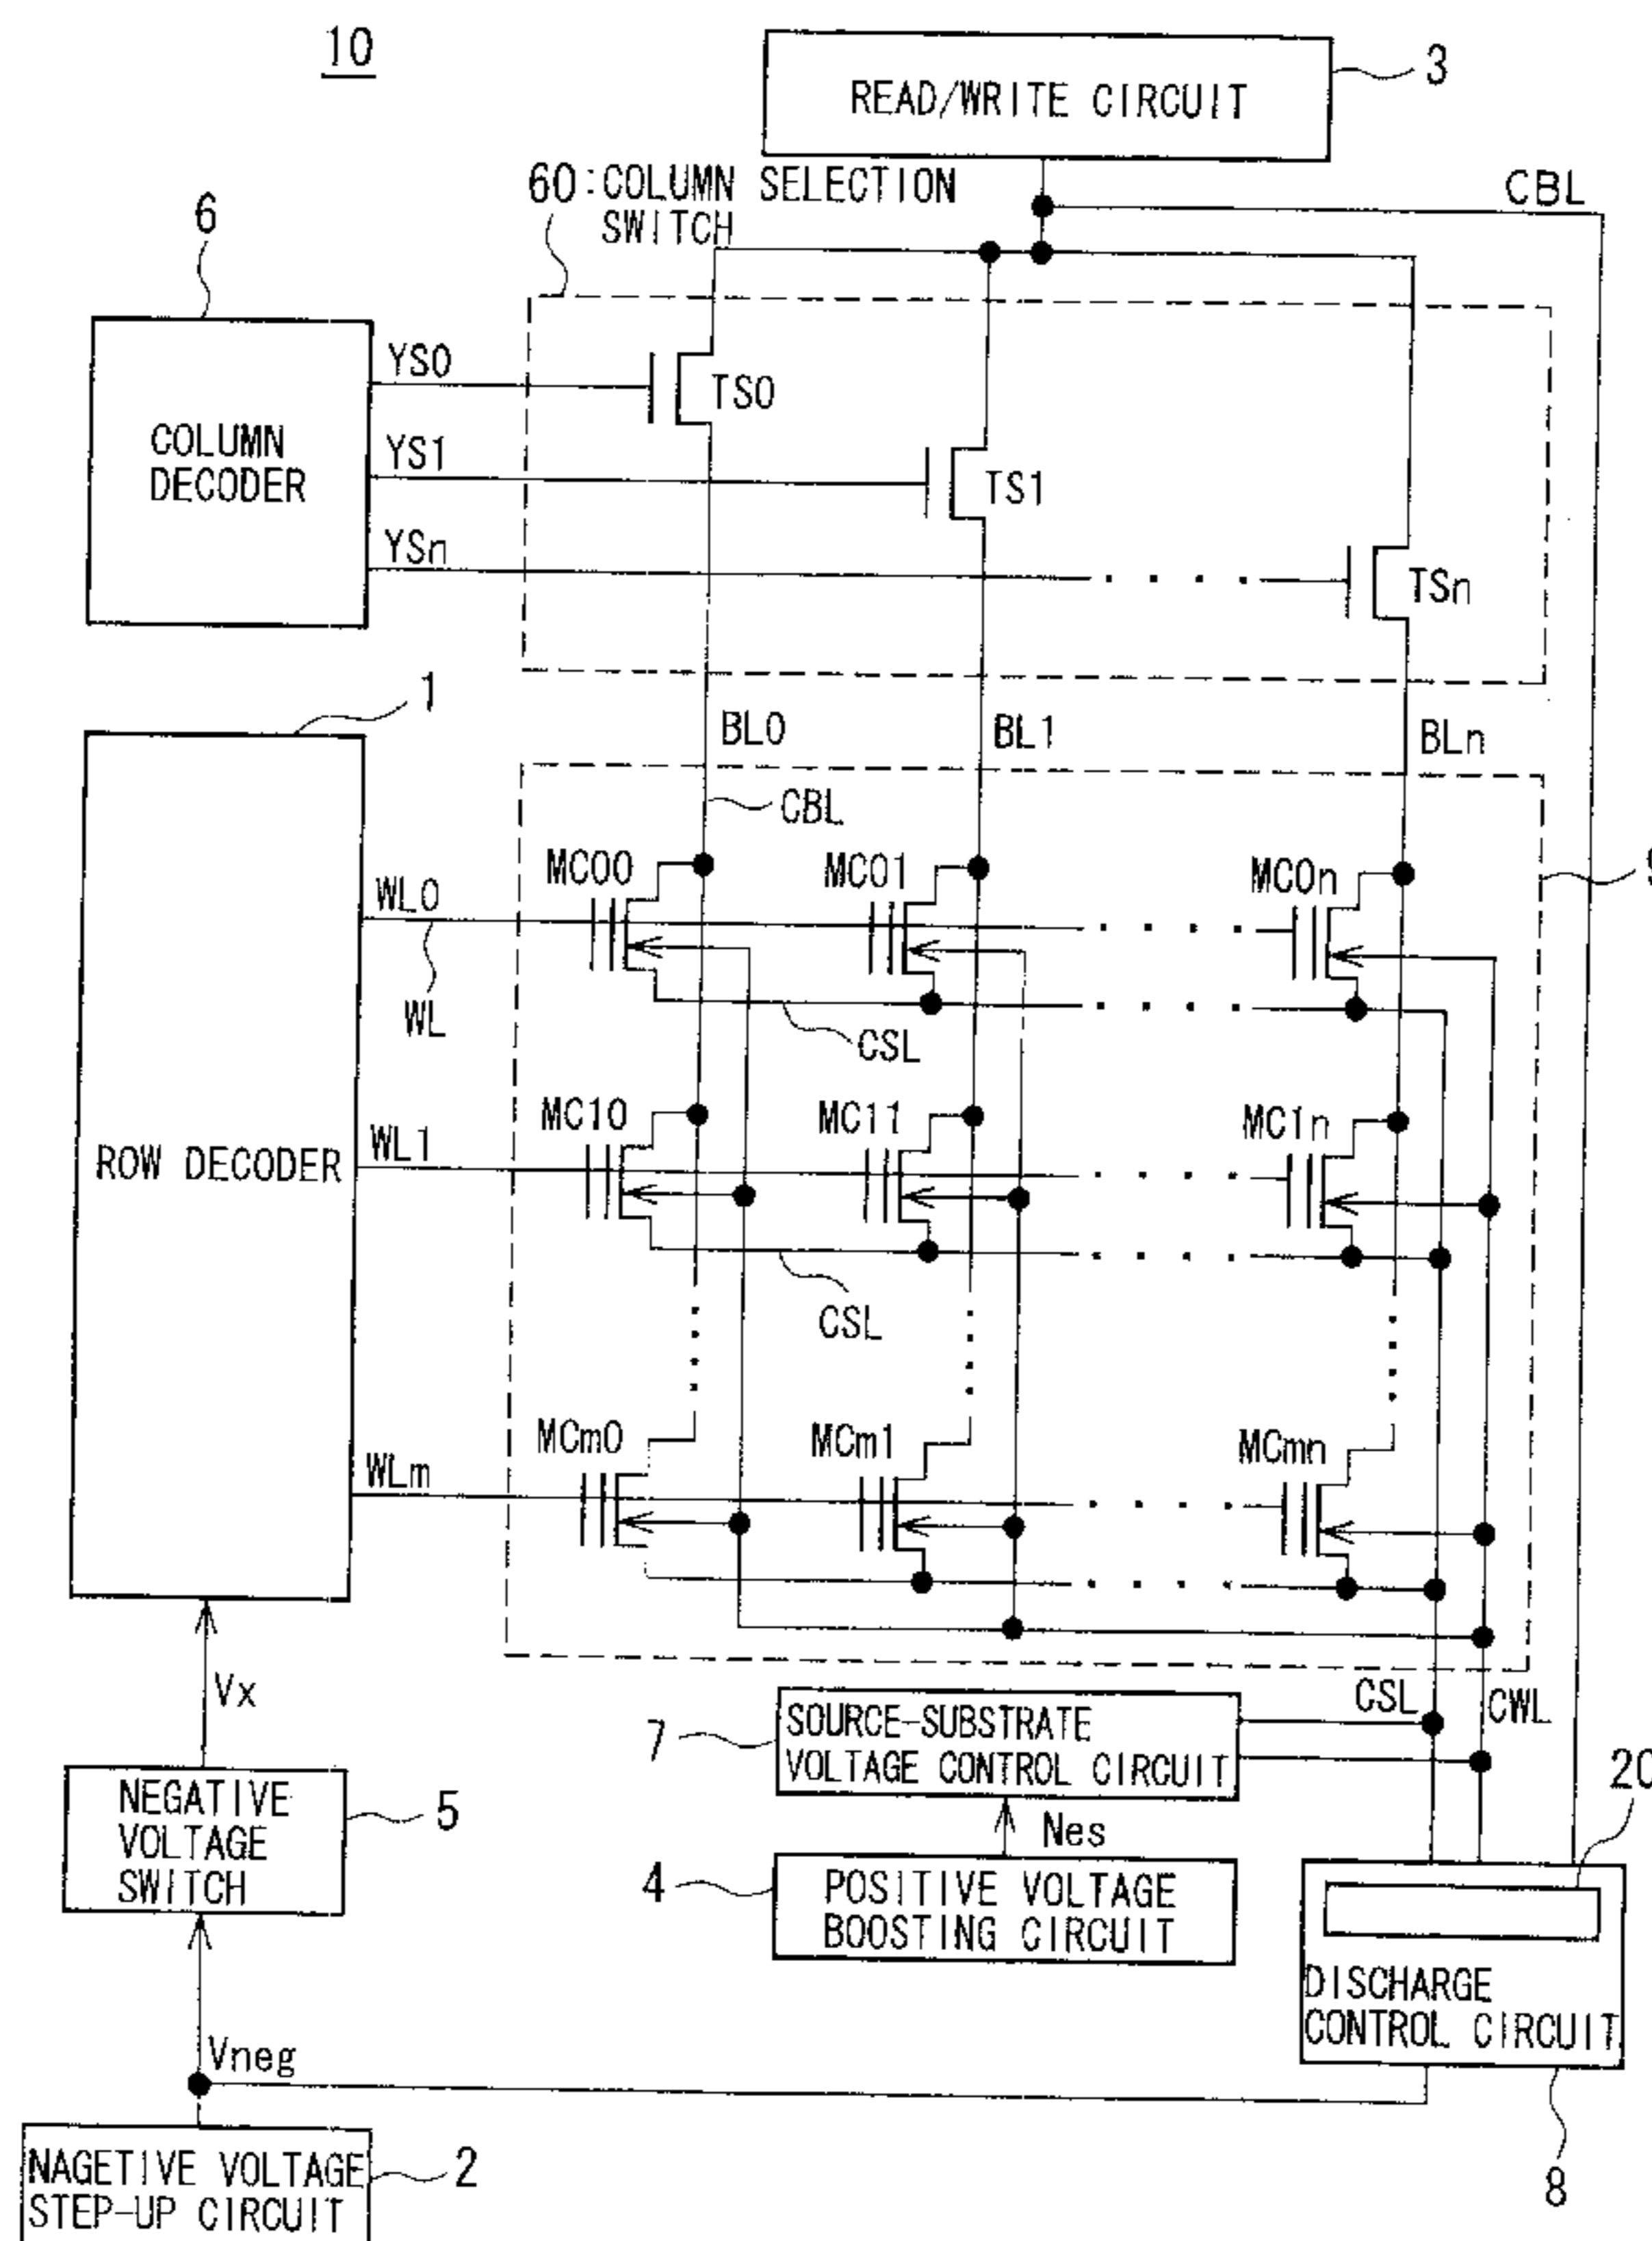 10
READ/WRITE CIRCUIT
3
60:COLUMN SELECTION
SWITCH
CBL
6
COLUMN
DECODER
YS0
TS0
YS1
TS1
YSn
TSn
1
BL0
BL1
BLn
CBL
9
MC00
MC01
MC0n
WL0
WL
CSL
ROW DECODER
MC10
MC11
MC1n
WL1
CSL
MCm0
MCm1
MCmn
WLm
Vx
CSL
CWL
7
SOURCE-SUBSTRATE
VOLTAGE CONTROL CIRCUIT
20
NEGATIVE
VOLTAGE
SWITCH
5
Nes
4
POSITIVE VOLTAGE
BOOSTING CIRCUIT
DISCHARGE
CONTROL CIRCUIT
Vneg
8
NAGETIVE VOLTAGE
STEP-UP CIRCUIT
2